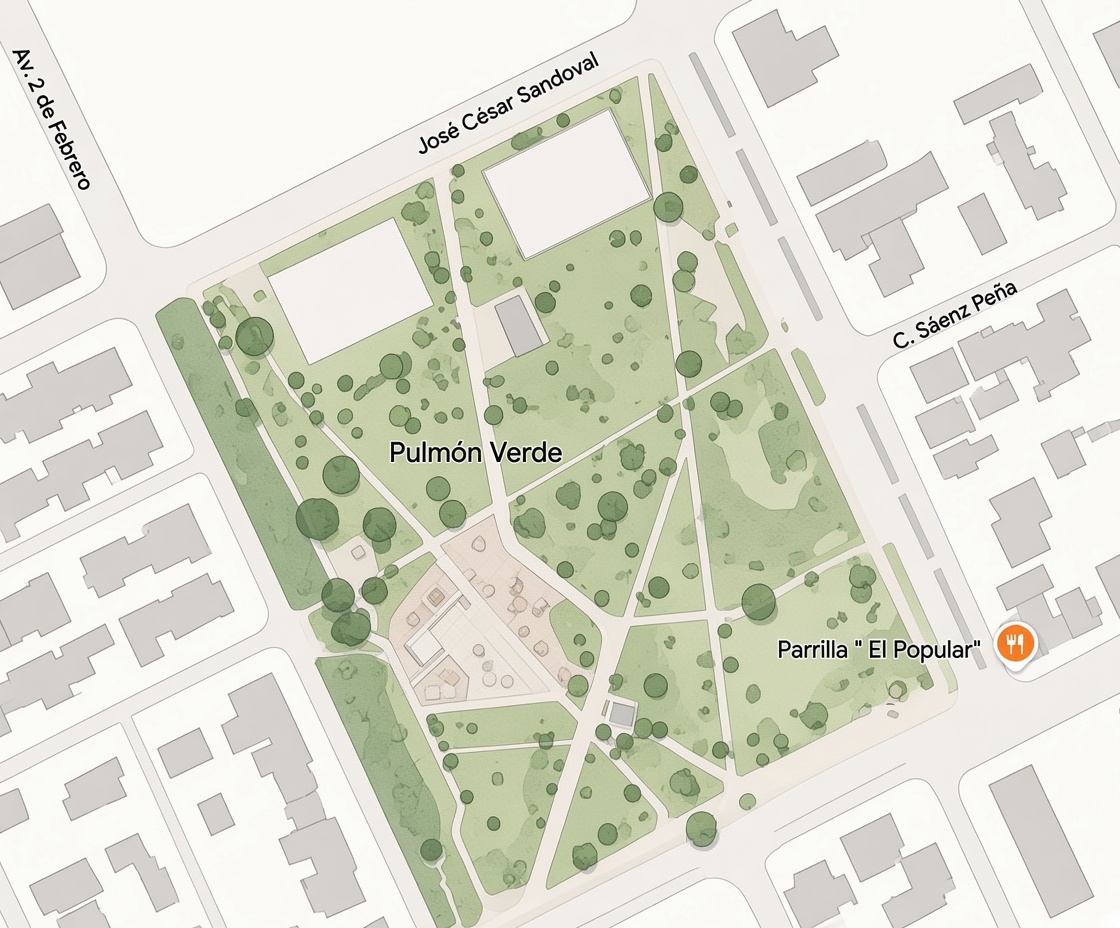 Av. 2 de Febrero
José César Sandoval
C. Sáenz Peña
Pulmón Verde
Parrilla " El Popular"